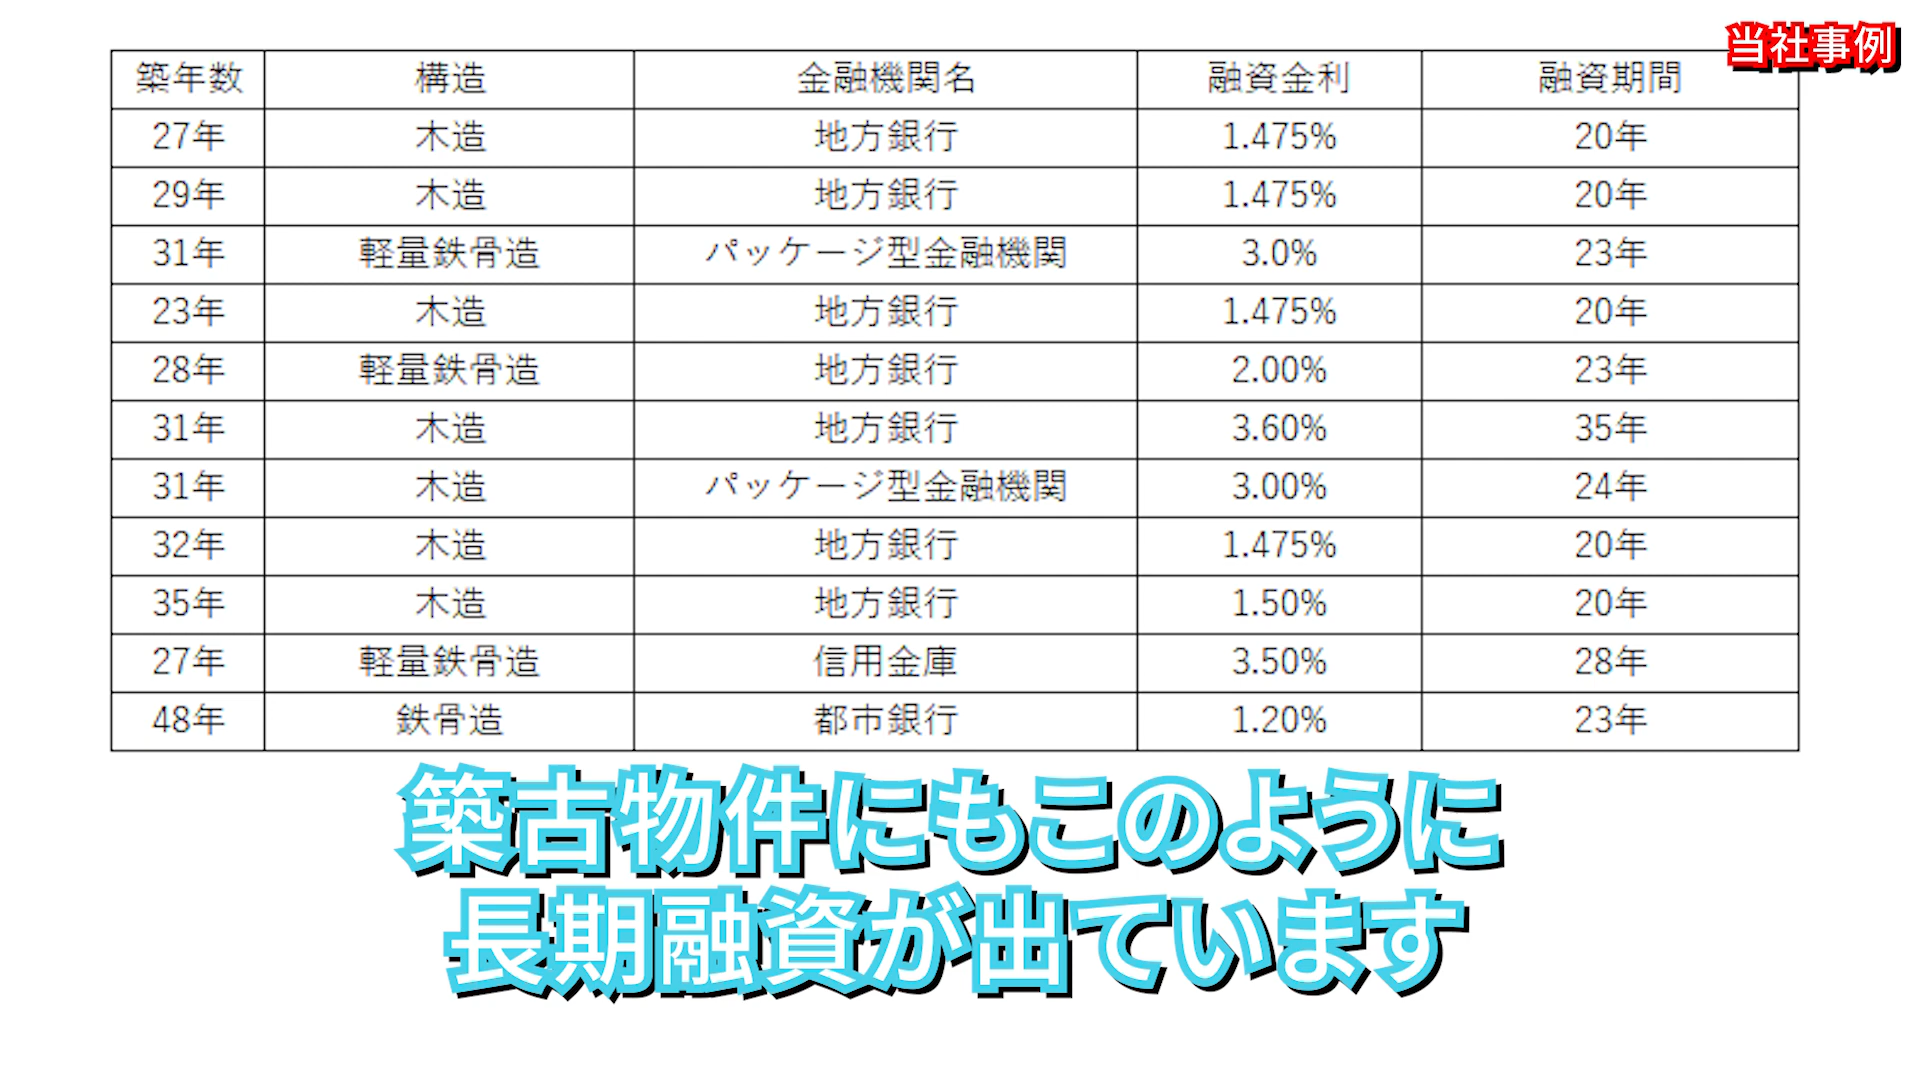 当社事例
築年数 構造 金融機関名 融資金利 融資期間
27年 木造 地方銀行 1.475% 20年
29年 木造 地方銀行 1.475% 20年
31年 軽量鉄骨造 パッケージ型金融機関 3.0% 23年
23年 木造 地方銀行 1.475% 20年
28年 軽量鉄骨造 地方銀行 2.00% 23年
31年 木造 地方銀行 3.60% 35年
31年 木造 パッケージ型金融機関 3.00% 24年
32年 木造 地方銀行 1.475% 20年
35年 木造 地方銀行 1.50% 20年
27年 軽量鉄骨造 信用金庫 3.50% 28年
48年 鉄骨造 都市銀行 1.20% 23年
築古物件にもこのように
長期融資が出ています